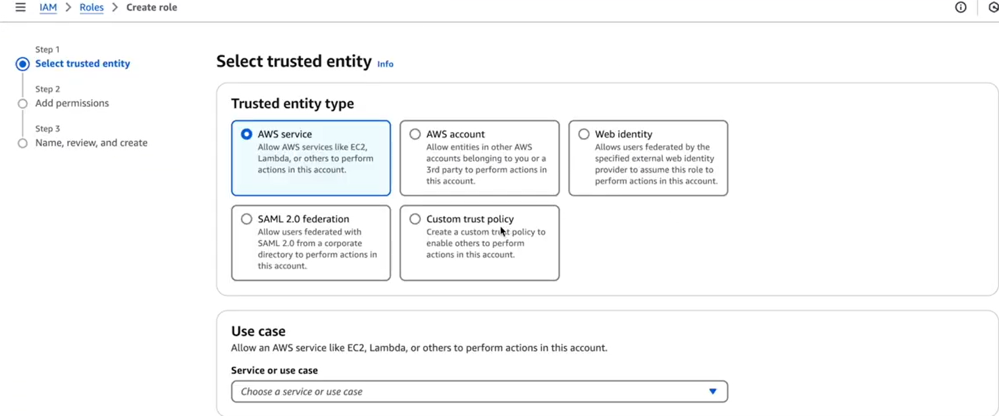 IAM > Roles > Create role
Step 1
Select trusted entity
Step 2
Add permissions
Step 3
Name, review, and create
Select trusted entity Info
Trusted entity type
AWS service
Allow AWS services like EC2,
Lambda, or others to perform
actions in this account.
AWS account
Allow entities in other AWS
accounts belonging to you or a
3rd party to perform actions in
this account.
Web identity
Allows users federated by the
specified external web identity
provider to assume this role to
perform actions in this account.
SAML 2.0 federation
Allow users federated with
SAML 2.0 from a corporate
directory to perform actions in
this account.
Custom trust policy
Create a custom trust policy to
enable others to perform
actions in this account.
Use case
Allow an AWS service like EC2, Lambda, or others to perform actions in this account.
Service or use case
Choose a service or use case